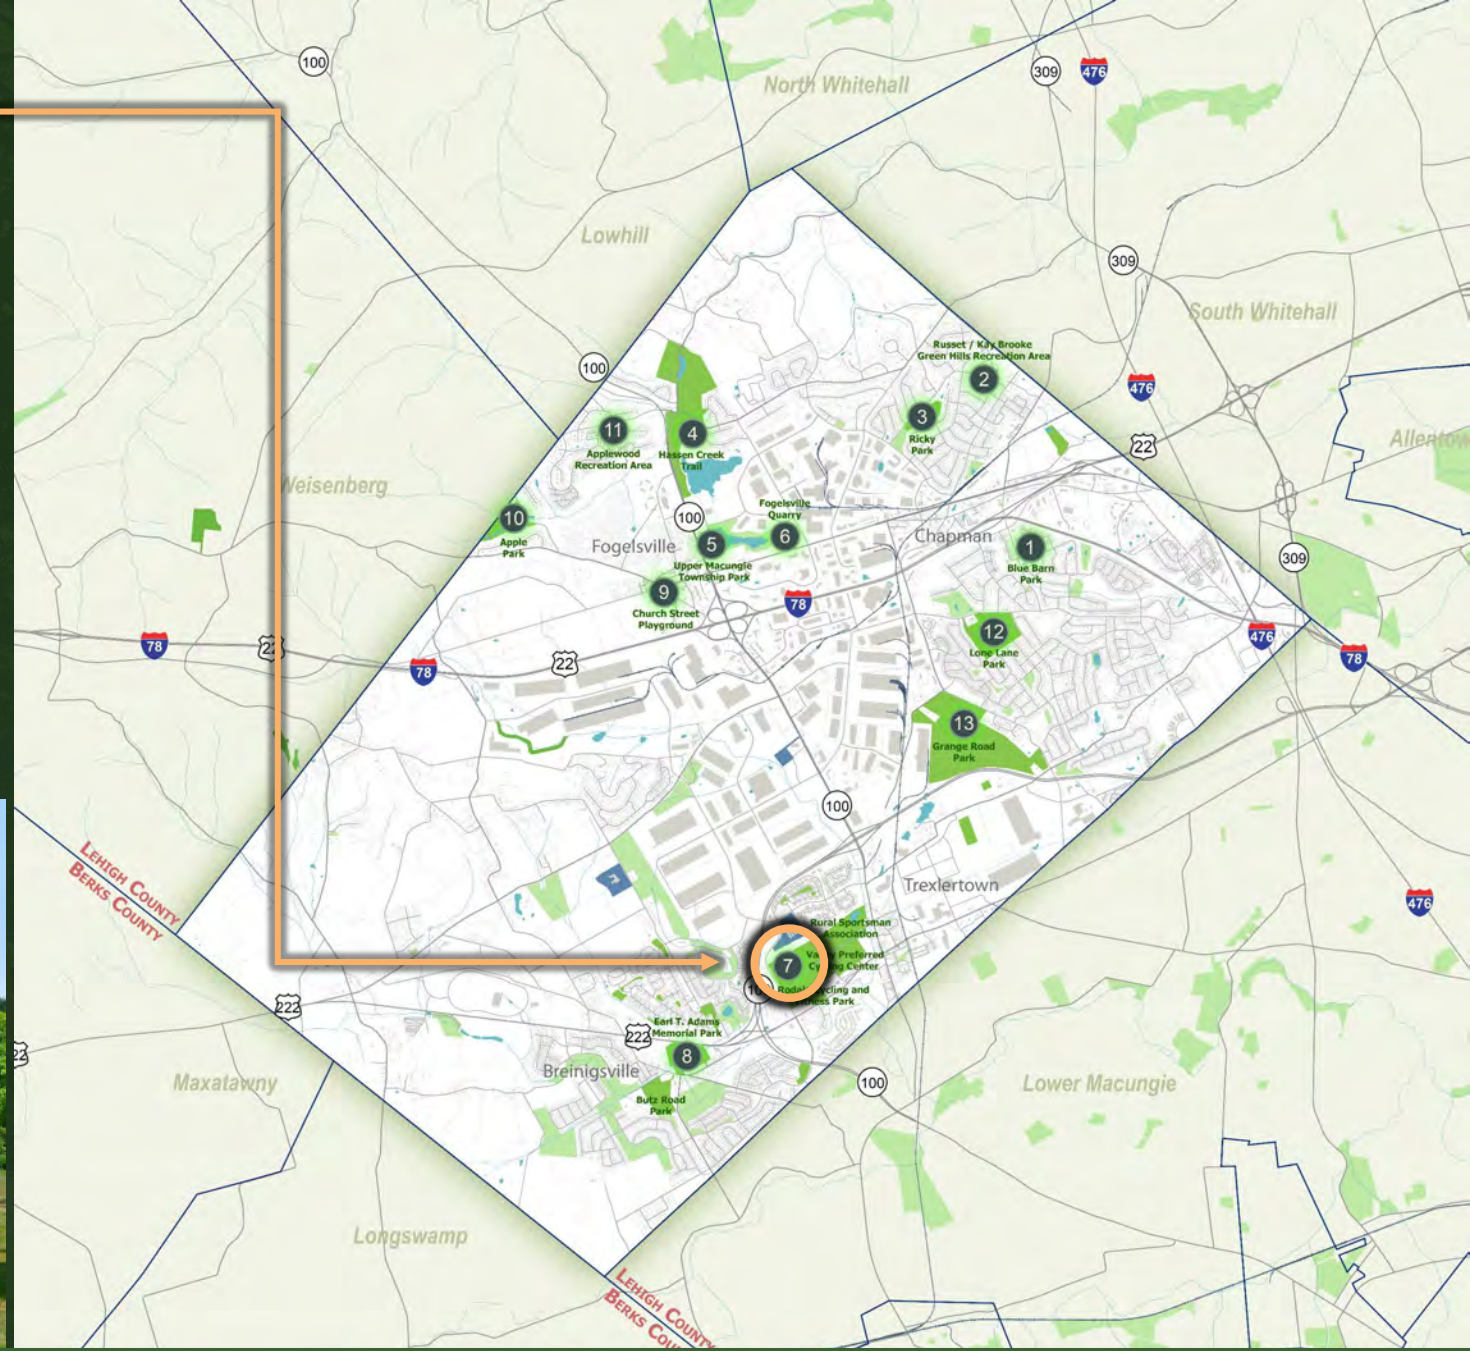 100
309
476
North Whitehall
Lowhill
309
South Whitehall
Russet / Kay Brooke
Green Hills Recreation Area
2
100
476
3
Ricky
Park
11
Applewood
Recreation Area
4
Hassen Creek
Trail
22
Weisenberg
10
Apple
Park
100
Fogelsville
Quarry
6
Fogelsville
5
Upper Macungie
Township Park
Chapman
1
Blue Barn
Park
309
9
Church Street
Playground
78
12
Lone Lane
Park
476
78
78
22
22
78
13
Grange Road
Park
100
Lehigh County
Berks County
Trexlertown
476
Rural Sportsman
Association
7
Cycling Center
222
222
Earl T. Adams
Memorial Park
8
Breinigsville
Butz Road
Park
Maxatawny
100
Lower Macungie
Longswamp
Lehigh County
Berks